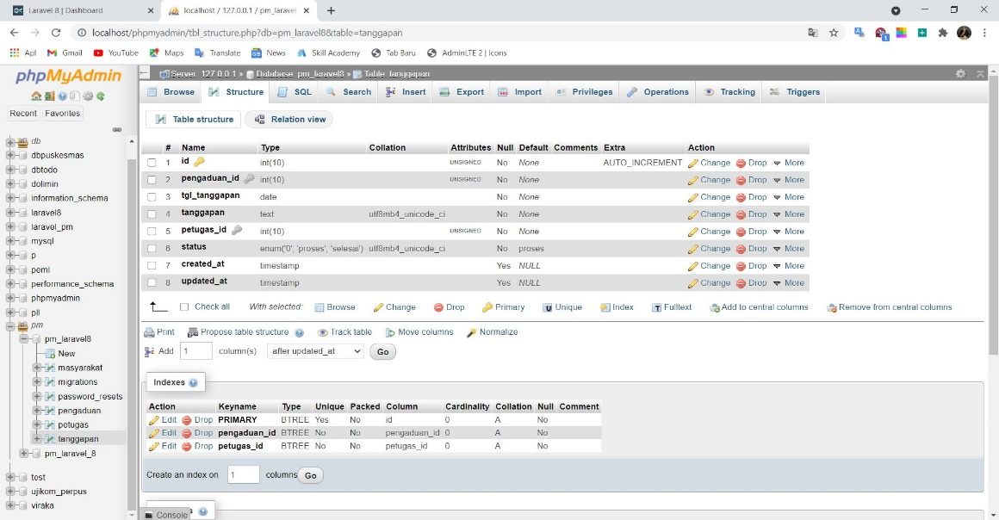 Laravel 8 | Dashboard
localhost / 127.0.0.1 / pm_laravel
localhost/phpmyadmin/tbl_structure.php?db=pm_laravel8&table=tanggapan
Apl Gmail YouTube Maps Translate News Skill Academy Tab Baru AdminLTE 2 | Icons
phpMyAdmin
Recent Favorites
db
dbpuskesmas
dbtodo
dolimin
information_schema
laravel8
laravel_pm
mysql
p
peml
performance_schema
phpmyadmin
pll
pm
pm_laravel8
New
masyarakat
migrations
password_resets
pengaduan
petugas
tanggapan
pm_laravel_8
test
ujikom_perpus
viraka
Server: 127.0.0.1 » Database: pm_laravel8 » Table: tanggapan
Browse Structure SQL Search Insert Export Import Privileges Operations Tracking Triggers
Table structure Relation view
# Name Type Collation Attributes Null Default Comments Extra Action
1 id int(10) UNSIGNED No None AUTO_INCREMENT Change Drop More
2 pengaduan_id int(10) UNSIGNED No None Change Drop More
3 tgl_tanggapan date No None Change Drop More
4 tanggapan text utf8mb4_unicode_ci No None Change Drop More
5 petugas_id int(10) UNSIGNED No None Change Drop More
6 status enum('0', 'proses', 'selesai') utf8mb4_unicode_ci No proses Change Drop More
7 created_at timestamp Yes NULL Change Drop More
8 updated_at timestamp Yes NULL Change Drop More
Check all With selected: Browse Change Drop Primary Unique Index Fulltext Add to central columns Remove from central columns
Print Propose table structure Track table Move columns Normalize
Add 1 column(s) after updated_at Go
Indexes
Action Keyname Type Unique Packed Column Cardinality Collation Null Comment
Edit Drop PRIMARY BTREE Yes No id 0 A No
Edit Drop pengaduan_id BTREE No No pengaduan_id 0 A No
Edit Drop petugas_id BTREE No No petugas_id 0 A No
Create an index on 1 columns Go
Console